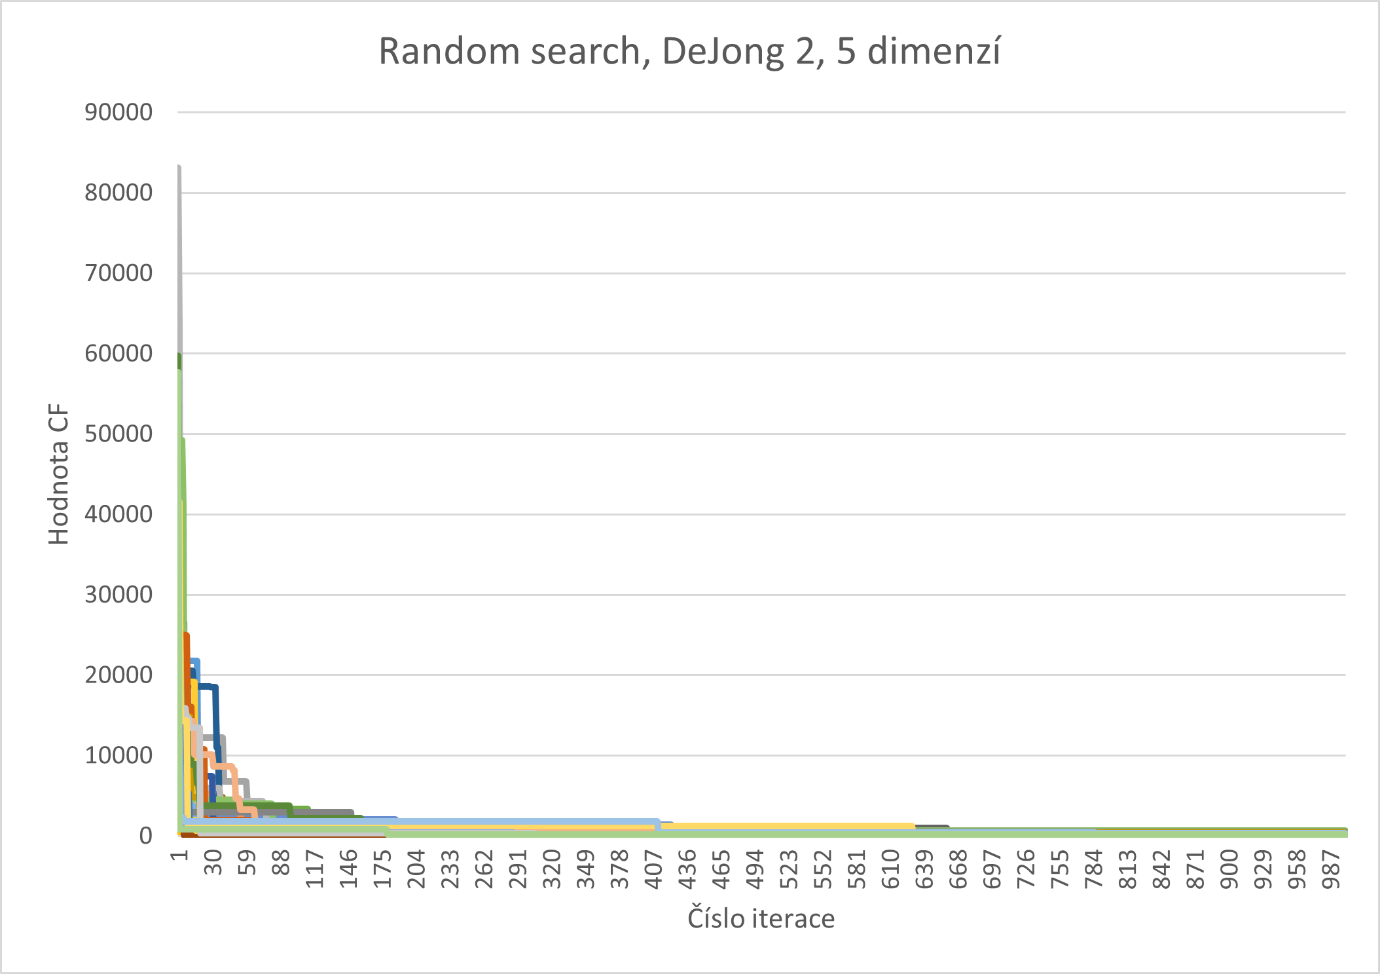 Random search, DeJong 2, 5 dimenzí
90000
80000
70000
60000
50000
40000
30000
20000
10000
0
Hodnota CF
1 30 59 88 117 146 175 204 233 262 291 320 349 378 407 436 465 494 523 552 581 610 639 668 697 726 755 784 813 842 871 900 929 958 987
Číslo iterace